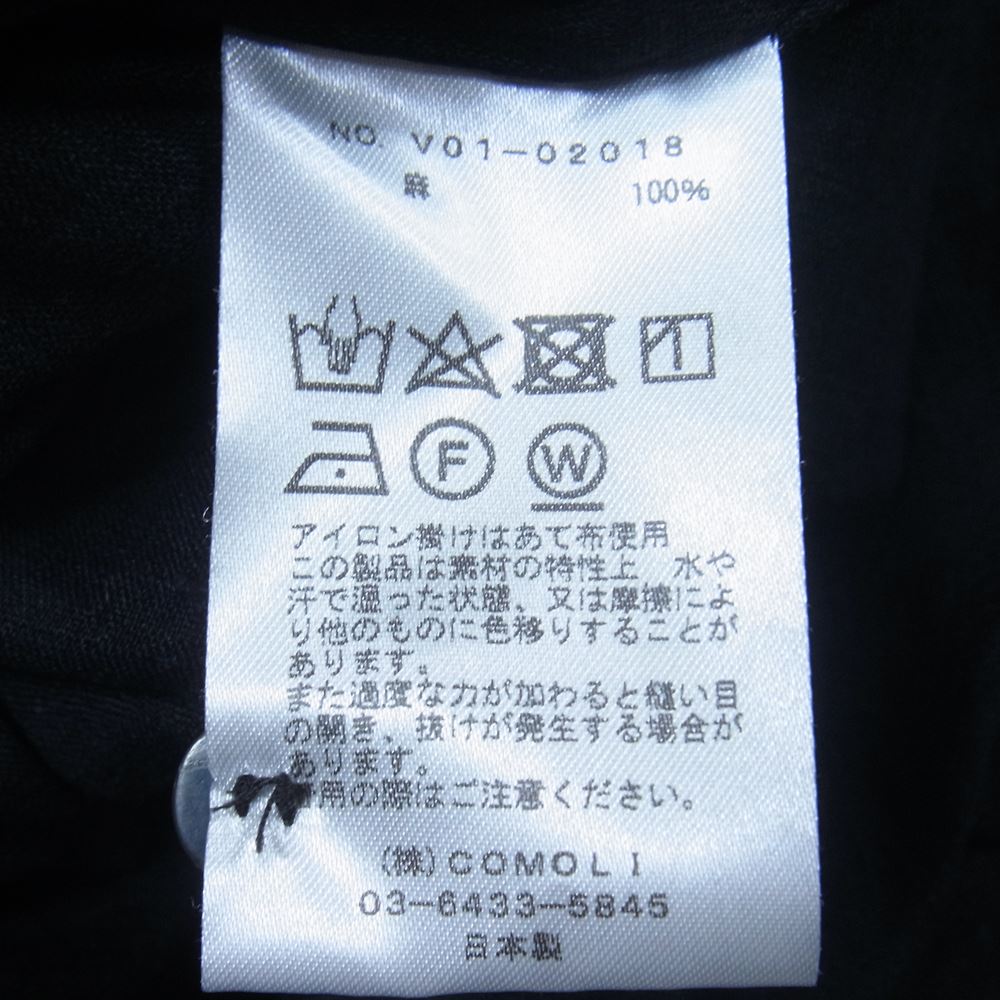 NO. V01-02018
麻 100%
1
F W
アイロン掛けはあて布使用
この製品は素材の特性上 水や
汗で湿った状態、又は摩擦によ
り他のものに色移りすることが
あります。
また過度な力が加わると縫い目
の開き、抜けが発生する場合が
あります。
用の際はご注意ください。
(株)COMOLI
03-6433-5845
日本製